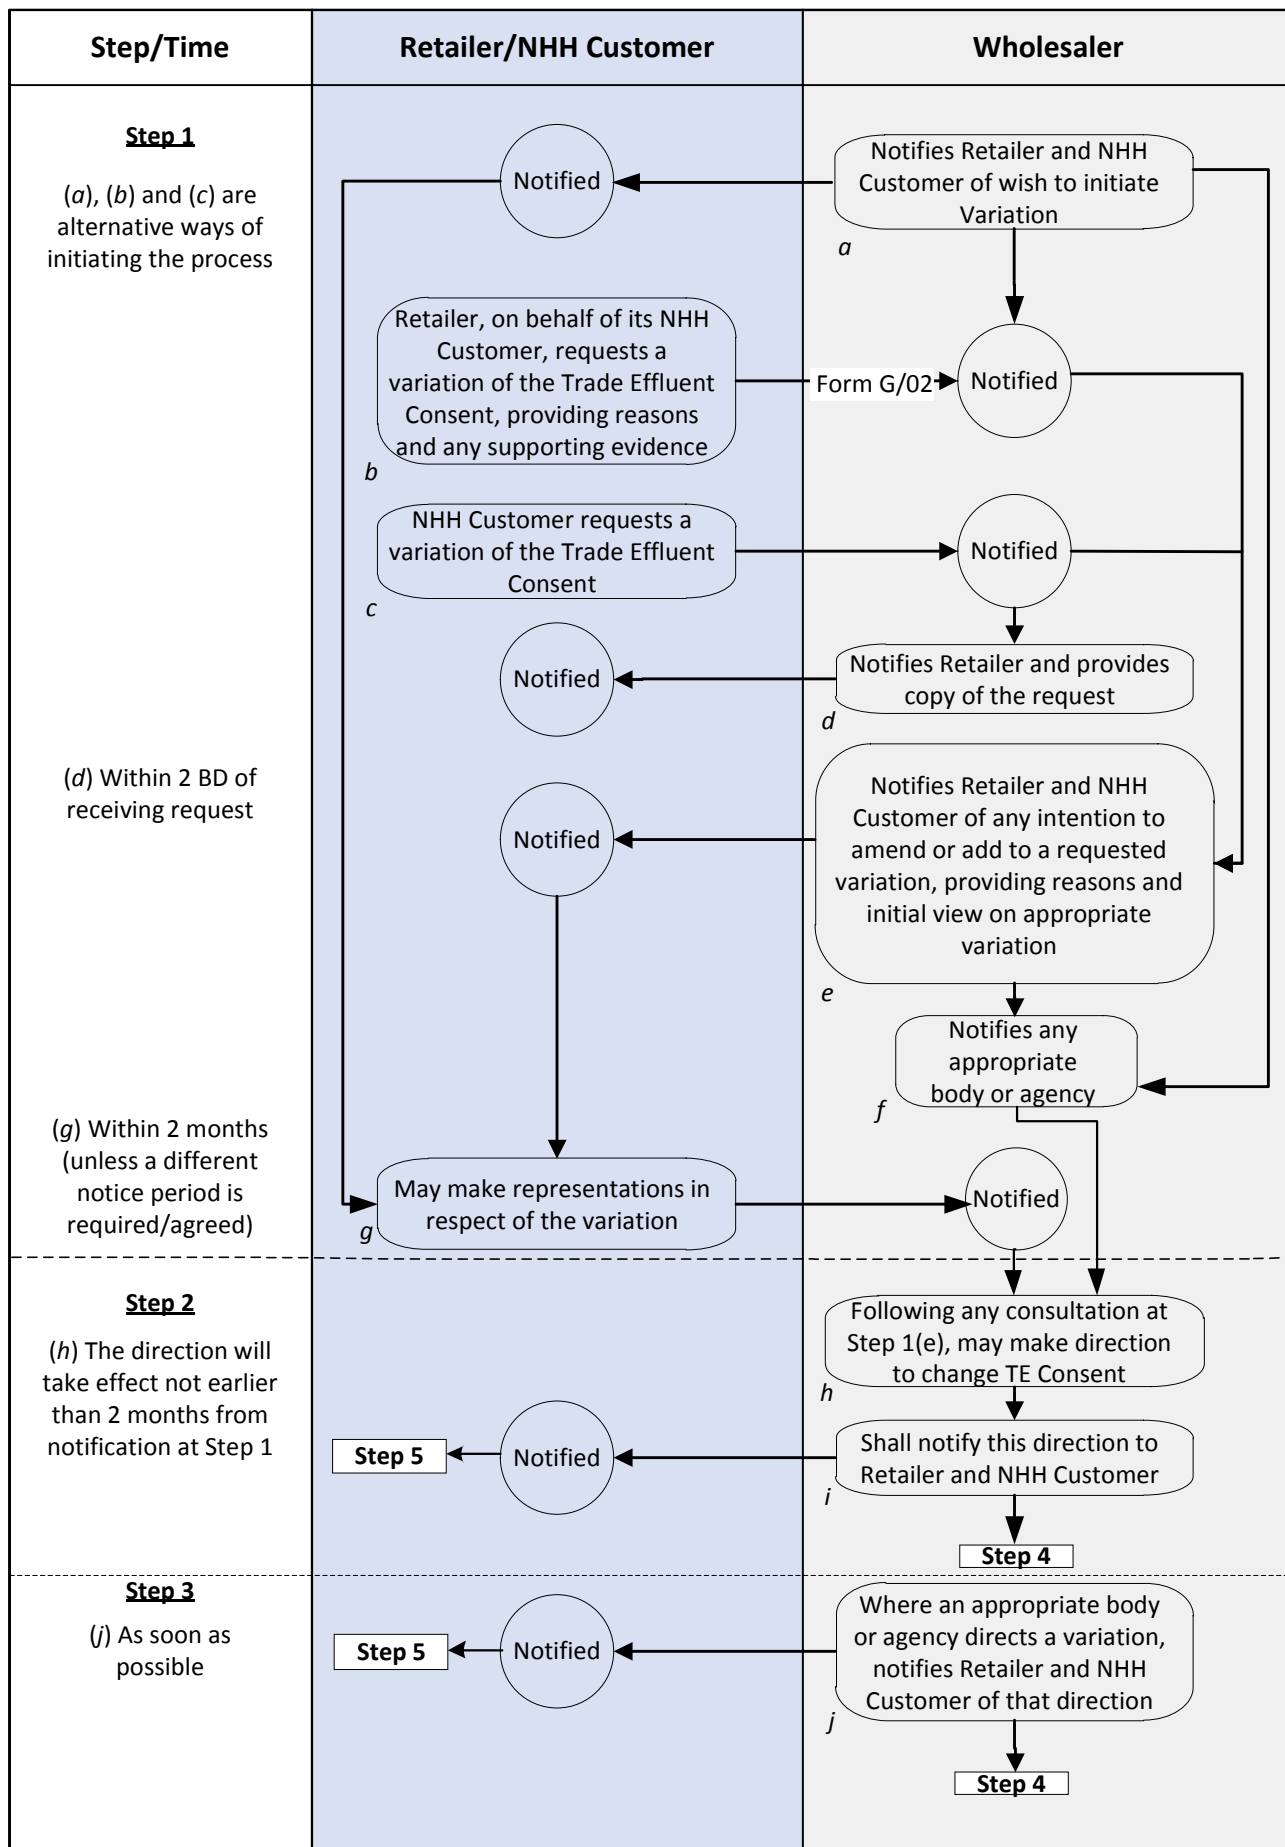 Step/Time
Retailer/NHH Customer
Wholesaler
Step 1
(a), (b) and (c) are
alternative ways of
initiating the process
Notified
Notifies Retailer and NHH
Customer of wish to initiate
Variation
a
Retailer, on behalf of its NHH
Customer, requests a
variation of the Trade Effluent
Consent, providing reasons
and any supporting evidence
b
Form G/02
Notified
NHH Customer requests a
variation of the Trade Effluent
Consent
c
Notified
Notified
Notifies Retailer and provides
copy of the request
d
(d) Within 2 BD of
receiving request
Notified
Notifies Retailer and NHH
Customer of any intention to
amend or add to a requested
variation, providing reasons and
initial view on appropriate
variation
e
Notifies any
appropriate
body or agency
f
(g) Within 2 months
(unless a different
notice period is
required/agreed)
May make representations in
respect of the variation
g
Notified
Step 2
(h) The direction will
take effect not earlier
than 2 months from
notification at Step 1
Following any consultation at
Step 1(e), may make direction
to change TE Consent
h
Step 5
Notified
Shall notify this direction to
Retailer and NHH Customer
i
Step 4
Step 3
(j) As soon as
possible
Step 5
Notified
Where an appropriate body
or agency directs a variation,
notifies Retailer and NHH
Customer of that direction
j
Step 4